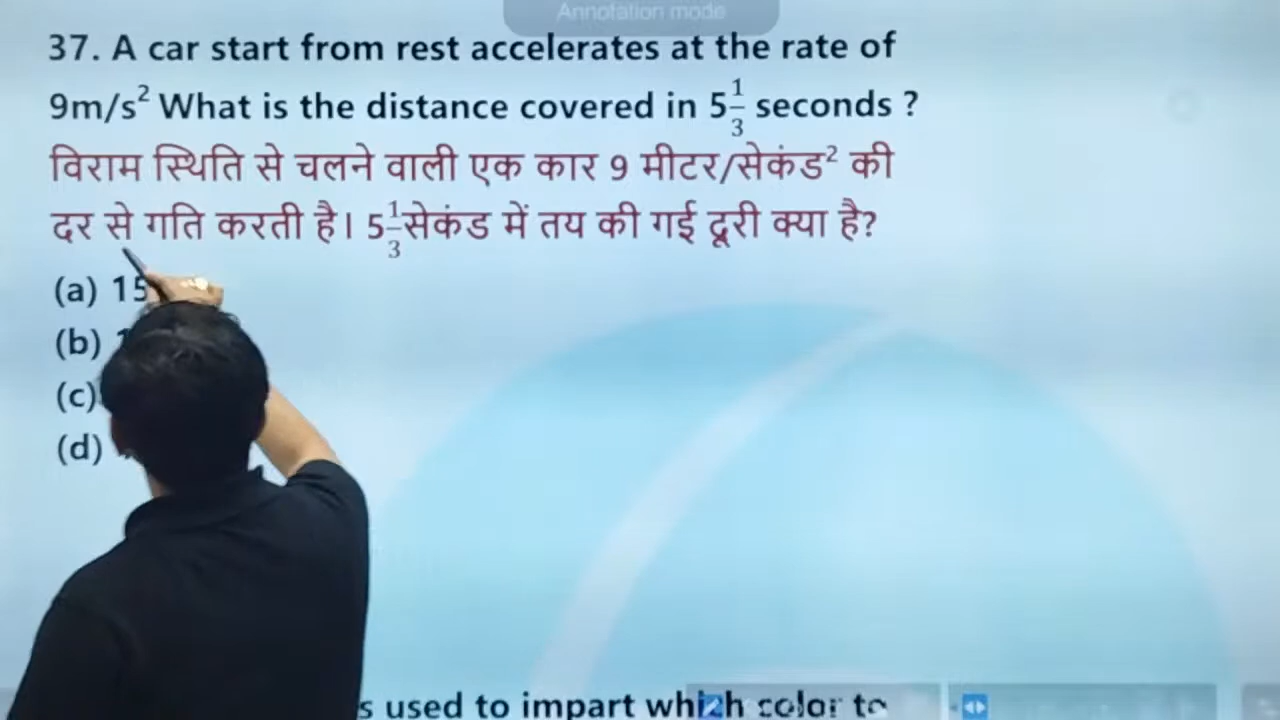 Annotation mode
37. A car start from rest accelerates at the rate of
9m/s² What is the distance covered in 5 1/3 seconds ?
विराम स्थिति से चलने वाली एक कार 9 मीटर/सेकंड² की
दर से गति करती है। 5 1/3 सेकंड में तय की गई दूरी क्या है?
(a) 15
(b)
(c)
(d)
s used to impart which color to